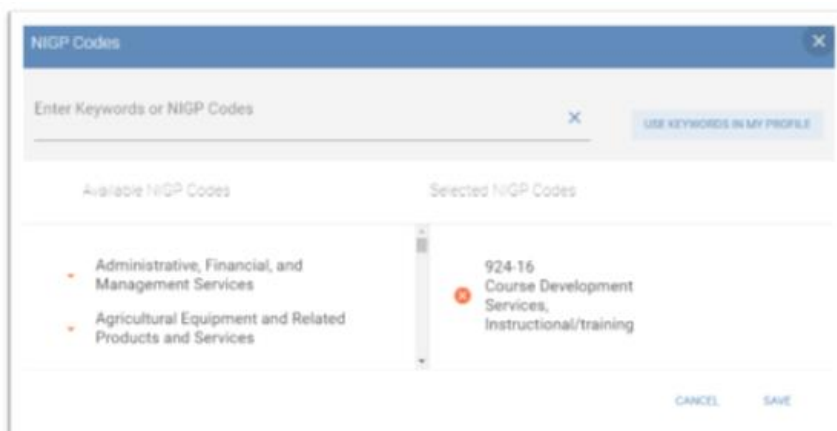 NIGP Codes
Enter Keywords or NIGP Codes
USE KEYWORDS IN MY PROFILE
Available NIGP Codes
Selected NIGP Codes
Administrative, Financial, and
Management Services
Agricultural Equipment and Related
Products and Services
924-16
Course Development
Services,
Instructional/training
CANCEL
SAVE